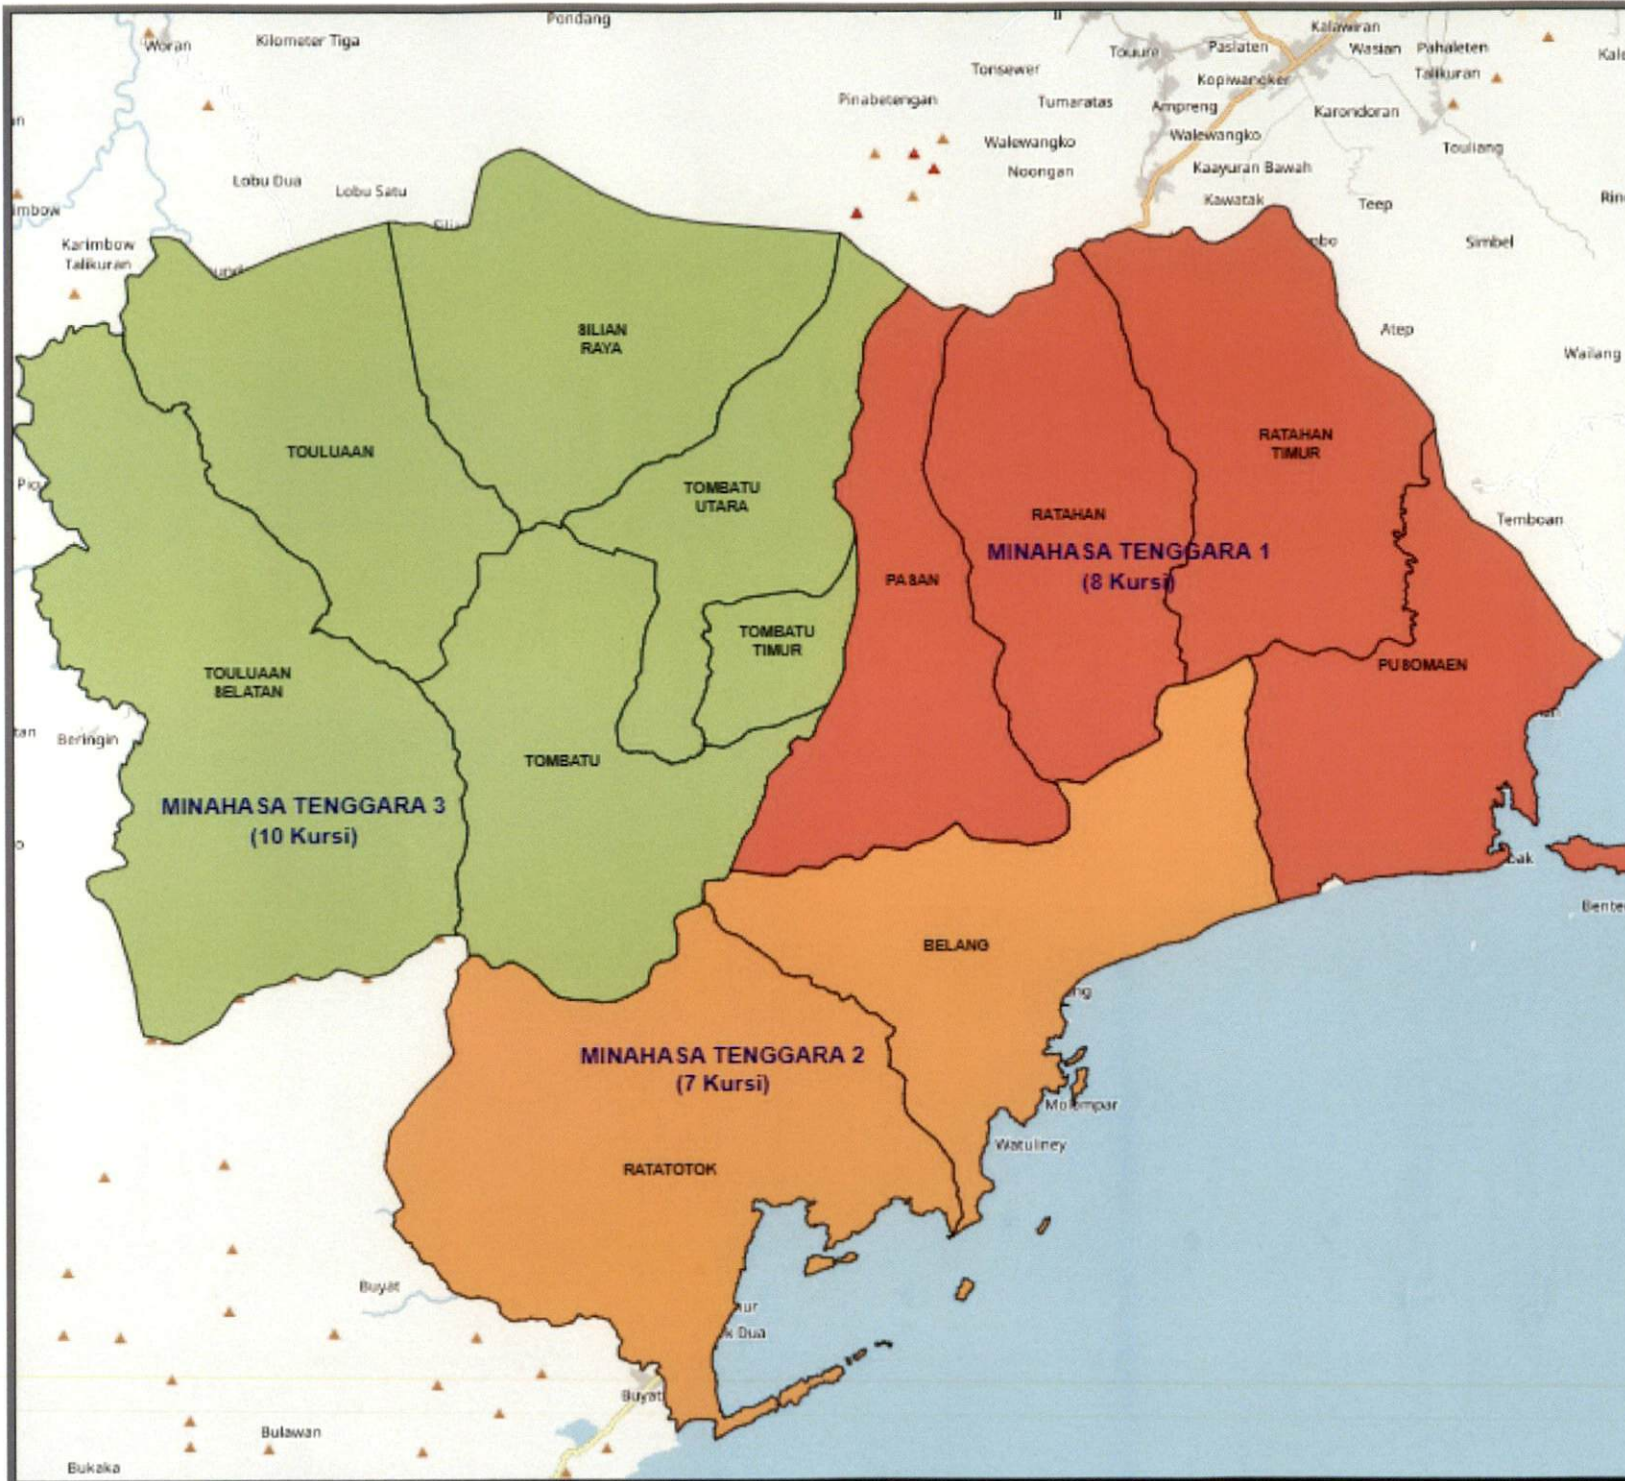 Pondang
Woran
Kilometer Tiga
Kalawiran
Touure
Paslaten
Wasian
Pahaleten
Tonsewer
Kopiwangker
Talikuran
Pinabetengan
Tumaratas
Ampreng
Karondoran
Walewangko
Walewangko
Touliang
Noongan
Kaayuran Bawah
Lobu Dua
Lobu Satu
Kawatak
Teep
Karimbow
Talikuran
Simbel
SILIAN
RAYA
Atep
Wailang
TOULUAAN
RATAHAN
TIMUR
TOMBATU
UTARA
RATAHAN
Temboan
MINAHASA TENGGARA 1
(8 Kursi)
PASAN
TOMBATU
TIMUR
PUSOMAEN
TOULUAAN
SELATAN
Beringin
TOMBATU
MINAHASA TENGGARA 3
(10 Kursi)
BELANG
MINAHASA TENGGARA 2
(7 Kursi)
Molompar
Watuliney
RATATOTOK
Buyat
Dua
Buyat
Bulawan
Bukaka